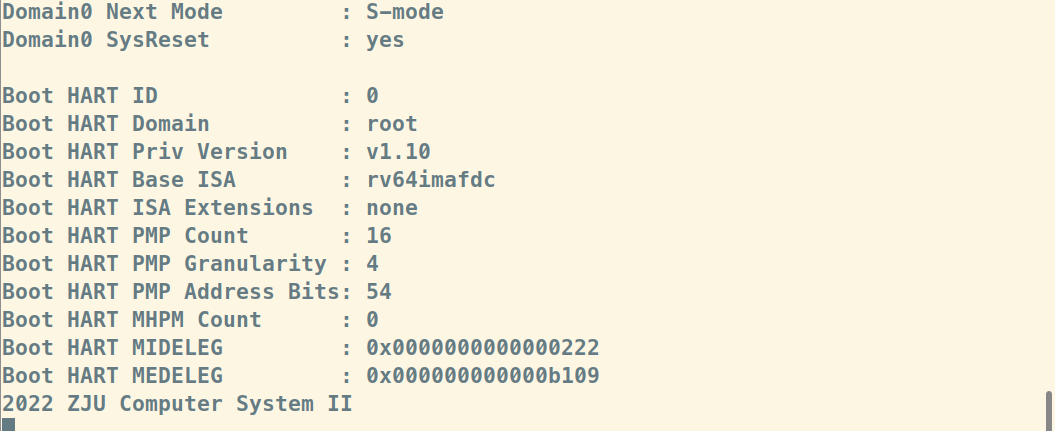 Domain0 Next Mode         : S-mode
Domain0 SysReset          : yes

Boot HART ID              : 0
Boot HART Domain          : root
Boot HART Priv Version    : v1.10
Boot HART Base ISA        : rv64imafdc
Boot HART ISA Extensions  : none
Boot HART PMP Count       : 16
Boot HART PMP Granularity : 4
Boot HART PMP Address Bits: 54
Boot HART MHPM Count      : 0
Boot HART MIDELEG         : 0x0000000000000222
Boot HART MEDELEG         : 0x000000000000b109
2022 ZJU Computer System II